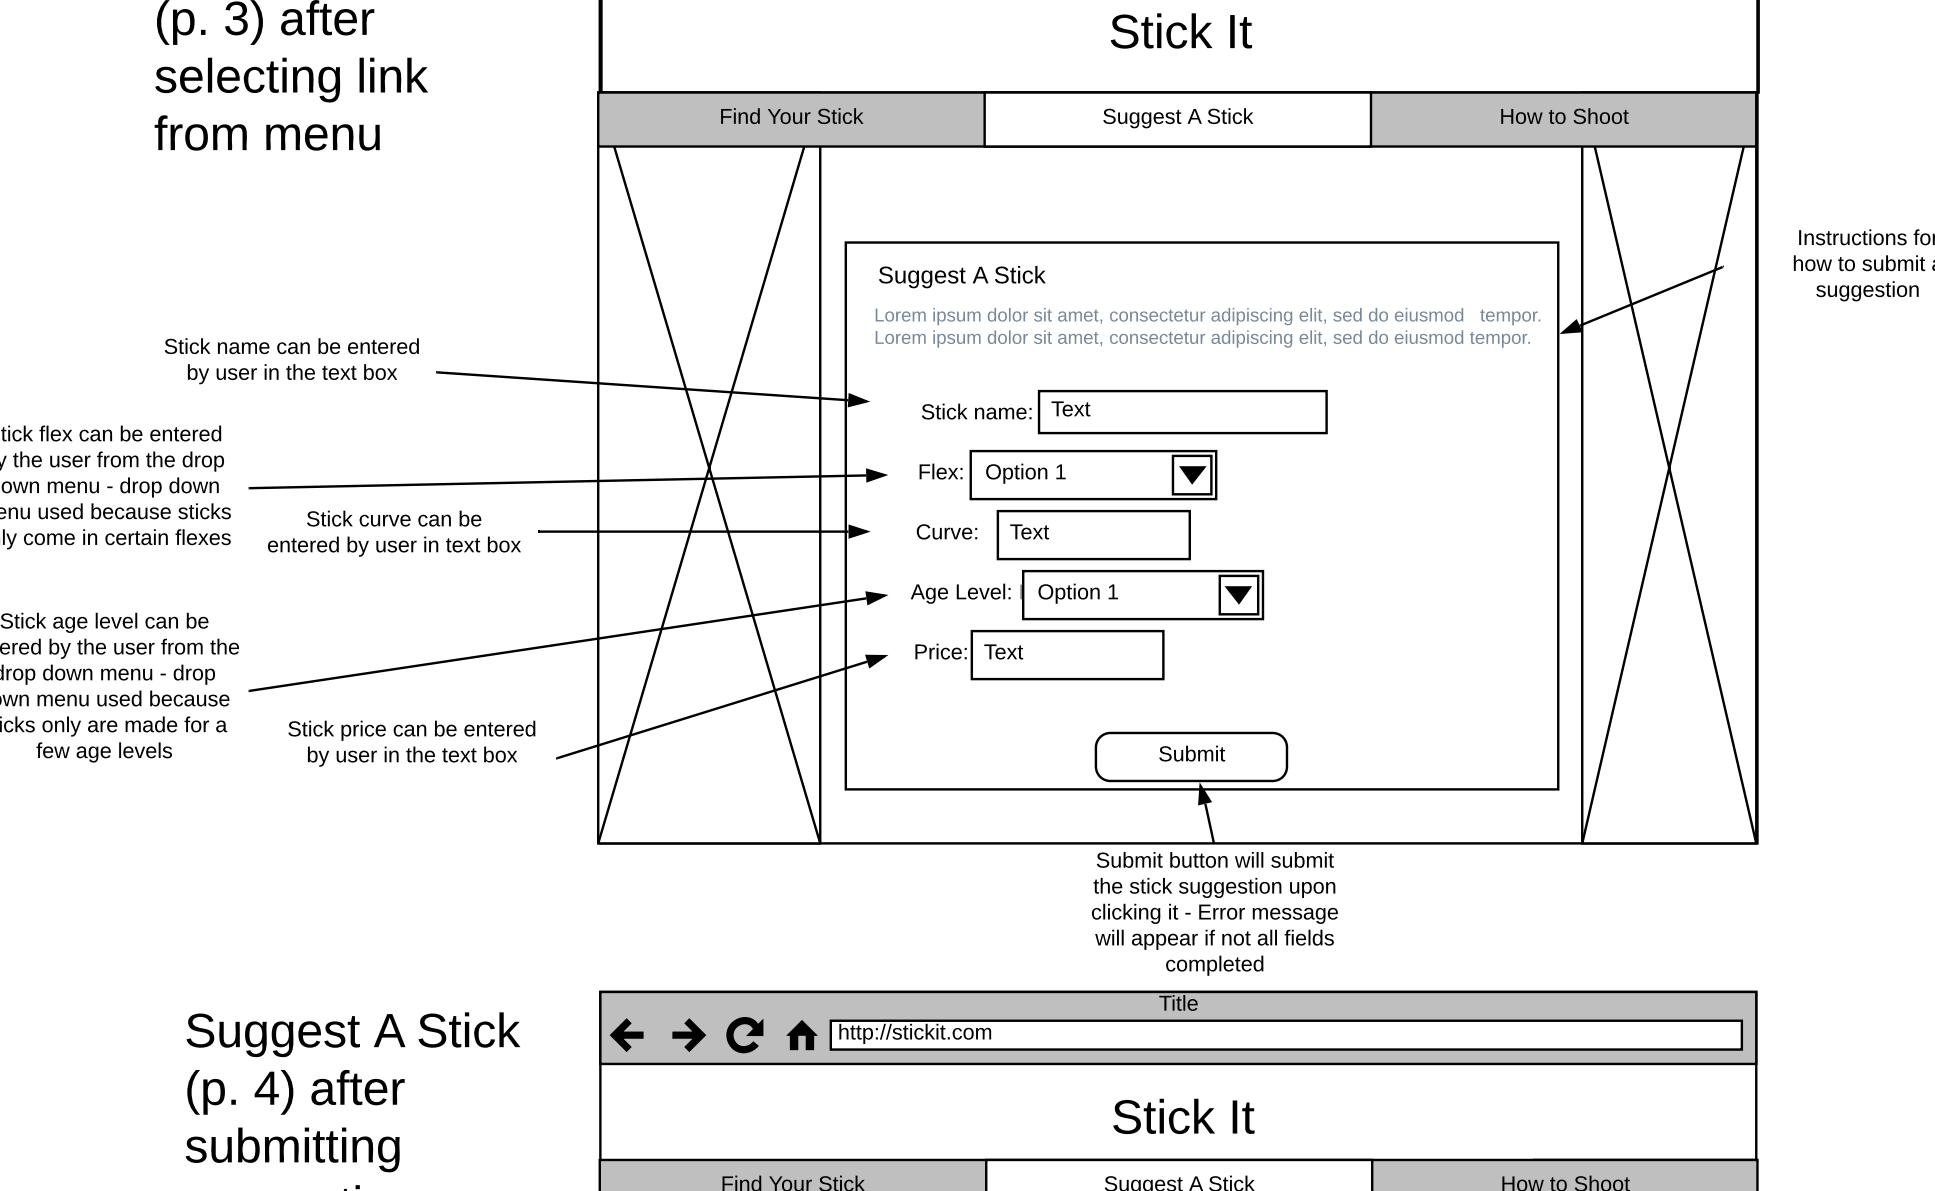 (p. 3) after
selecting link
from menu
Stick It
Find Your Stick
Suggest A Stick
How to Shoot
Instructions for
how to submit a
suggestion
Suggest A Stick
Lorem ipsum dolor sit amet, consectetur adipiscing elit, sed do eiusmod tempor.
Lorem ipsum dolor sit amet, consectetur adipiscing elit, sed do eiusmod tempor.
Stick name can be entered
by user in the text box
Stick name: Text
tick flex can be entered
y the user from the drop
own menu - drop down
enu used because sticks
ly come in certain flexes
Flex: Option 1
Stick curve can be
entered by user in text box
Curve: Text
Stick age level can be
ered by the user from the
drop down menu - drop
own menu used because
icks only are made for a
few age levels
Age Level: Option 1
Stick price can be entered
by user in the text box
Price: Text
Submit
Submit button will submit
the stick suggestion upon
clicking it - Error message
will appear if not all fields
completed
Suggest A Stick
(p. 4) after
submitting
Title
http://stickit.com
Stick It
Find Your Stick
Suggest A Stick
How to Shoot